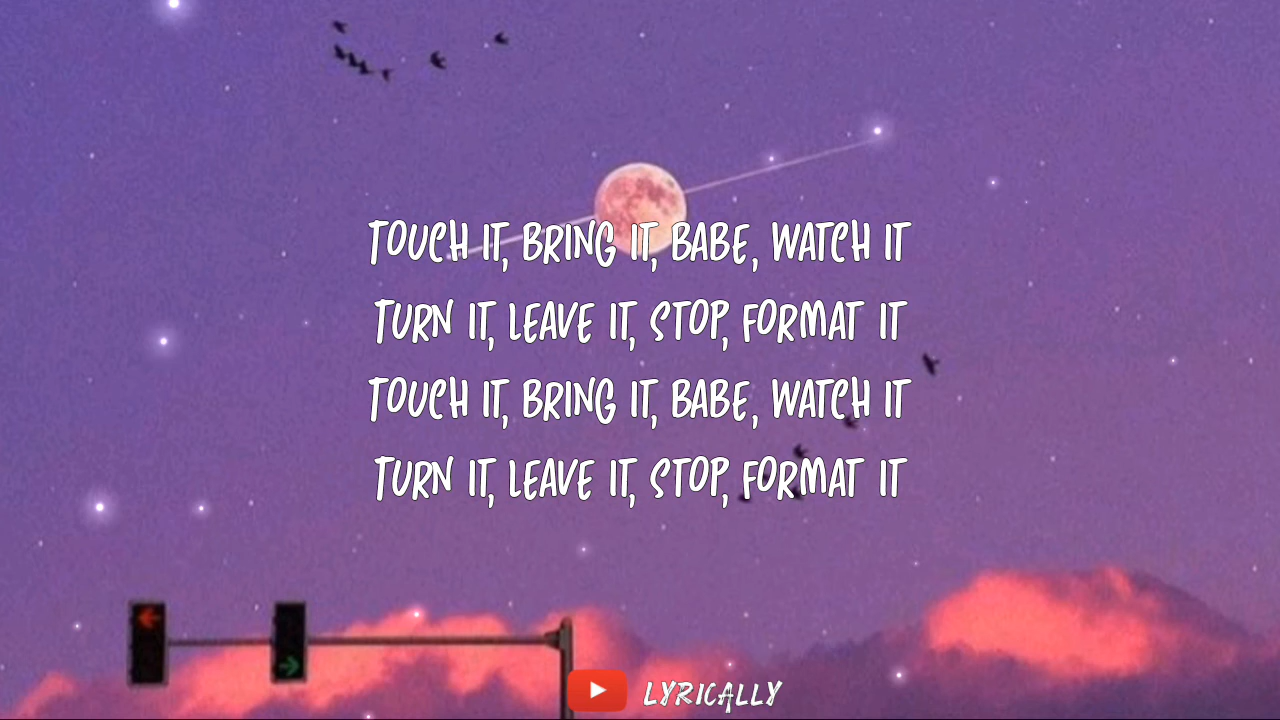 TOUCH IT, BRING IT, BABE, WATCH IT
TURN IT, LEAVE IT, STOP, FORMAT IT
TOUCH IT, BRING IT, BABE, WATCH IT
TURN IT, LEAVE IT, STOP, FORMAT IT
LYRICALLY